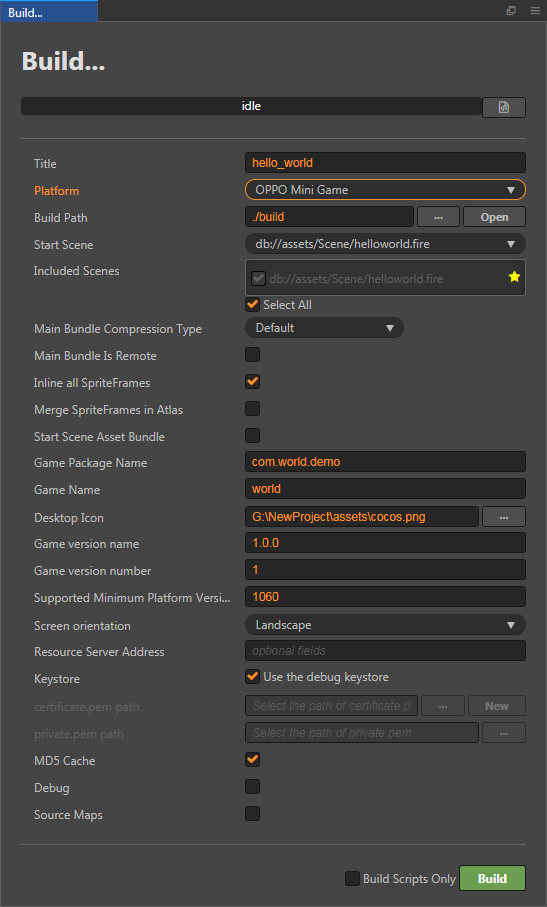 Build...
Build...
idle
Title hello_world
Platform OPPO Mini Game
Build Path ./build ... Open
Start Scene db://assets/Scene/helloworld.fire
Included Scenes db://assets/Scene/helloworld.fire
Select All
Main Bundle Compression Type Default
Main Bundle Is Remote
Inline all SpriteFrames
Merge SpriteFrames in Atlas
Start Scene Asset Bundle
Game Package Name com.world.demo
Game Name world
Desktop Icon G:\NewProject\assets\cocos.png ...
Game version name 1.0.0
Game version number 1
Supported Minimum Platform Versi... 1060
Screen orientation Landscape
Resource Server Address optional fields
Keystore Use the debug keystore
certificate.pem path Select the path of certificate.p ... New
private.pem path Select the path of private.pem ...
MD5 Cache
Debug
Source Maps
Build Scripts Only Build